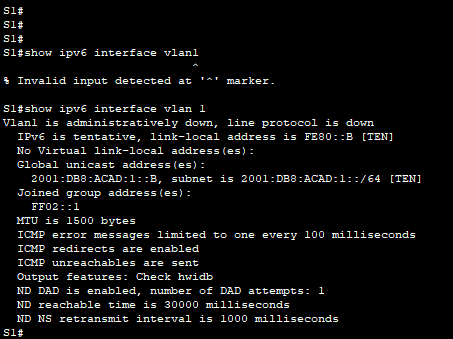 S1#
S1#
S1#
S1#show ipv6 interface vlan1
^
% Invalid input detected at '^' marker.
S1#show ipv6 interface vlan 1
Vlan1 is administratively down, line protocol is down
IPv6 is tentative, link-local address is FE80::B [TEN]
No Virtual link-local address(es):
Global unicast address(es):
2001:DB8:ACAD:1::B, subnet is 2001:DB8:ACAD:1::/64 [TEN]
Joined group address(es):
FF02::1
MTU is 1500 bytes
ICMP error messages limited to one every 100 milliseconds
ICMP redirects are enabled
ICMP unreachables are sent
Output features: Check hwidb
ND DAD is enabled, number of DAD attempts: 1
ND reachable time is 30000 milliseconds
ND NS retransmit interval is 1000 milliseconds
S1#